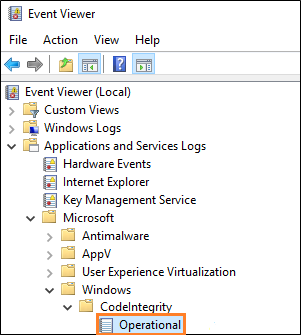 Event Viewer
File Action View Help
Event Viewer (Local)
Custom Views
Windows Logs
Applications and Services Logs
Hardware Events
Internet Explorer
Key Management Service
Microsoft
Antimalware
AppV
User Experience Virtualization
Windows
CodeIntegrity
Operational